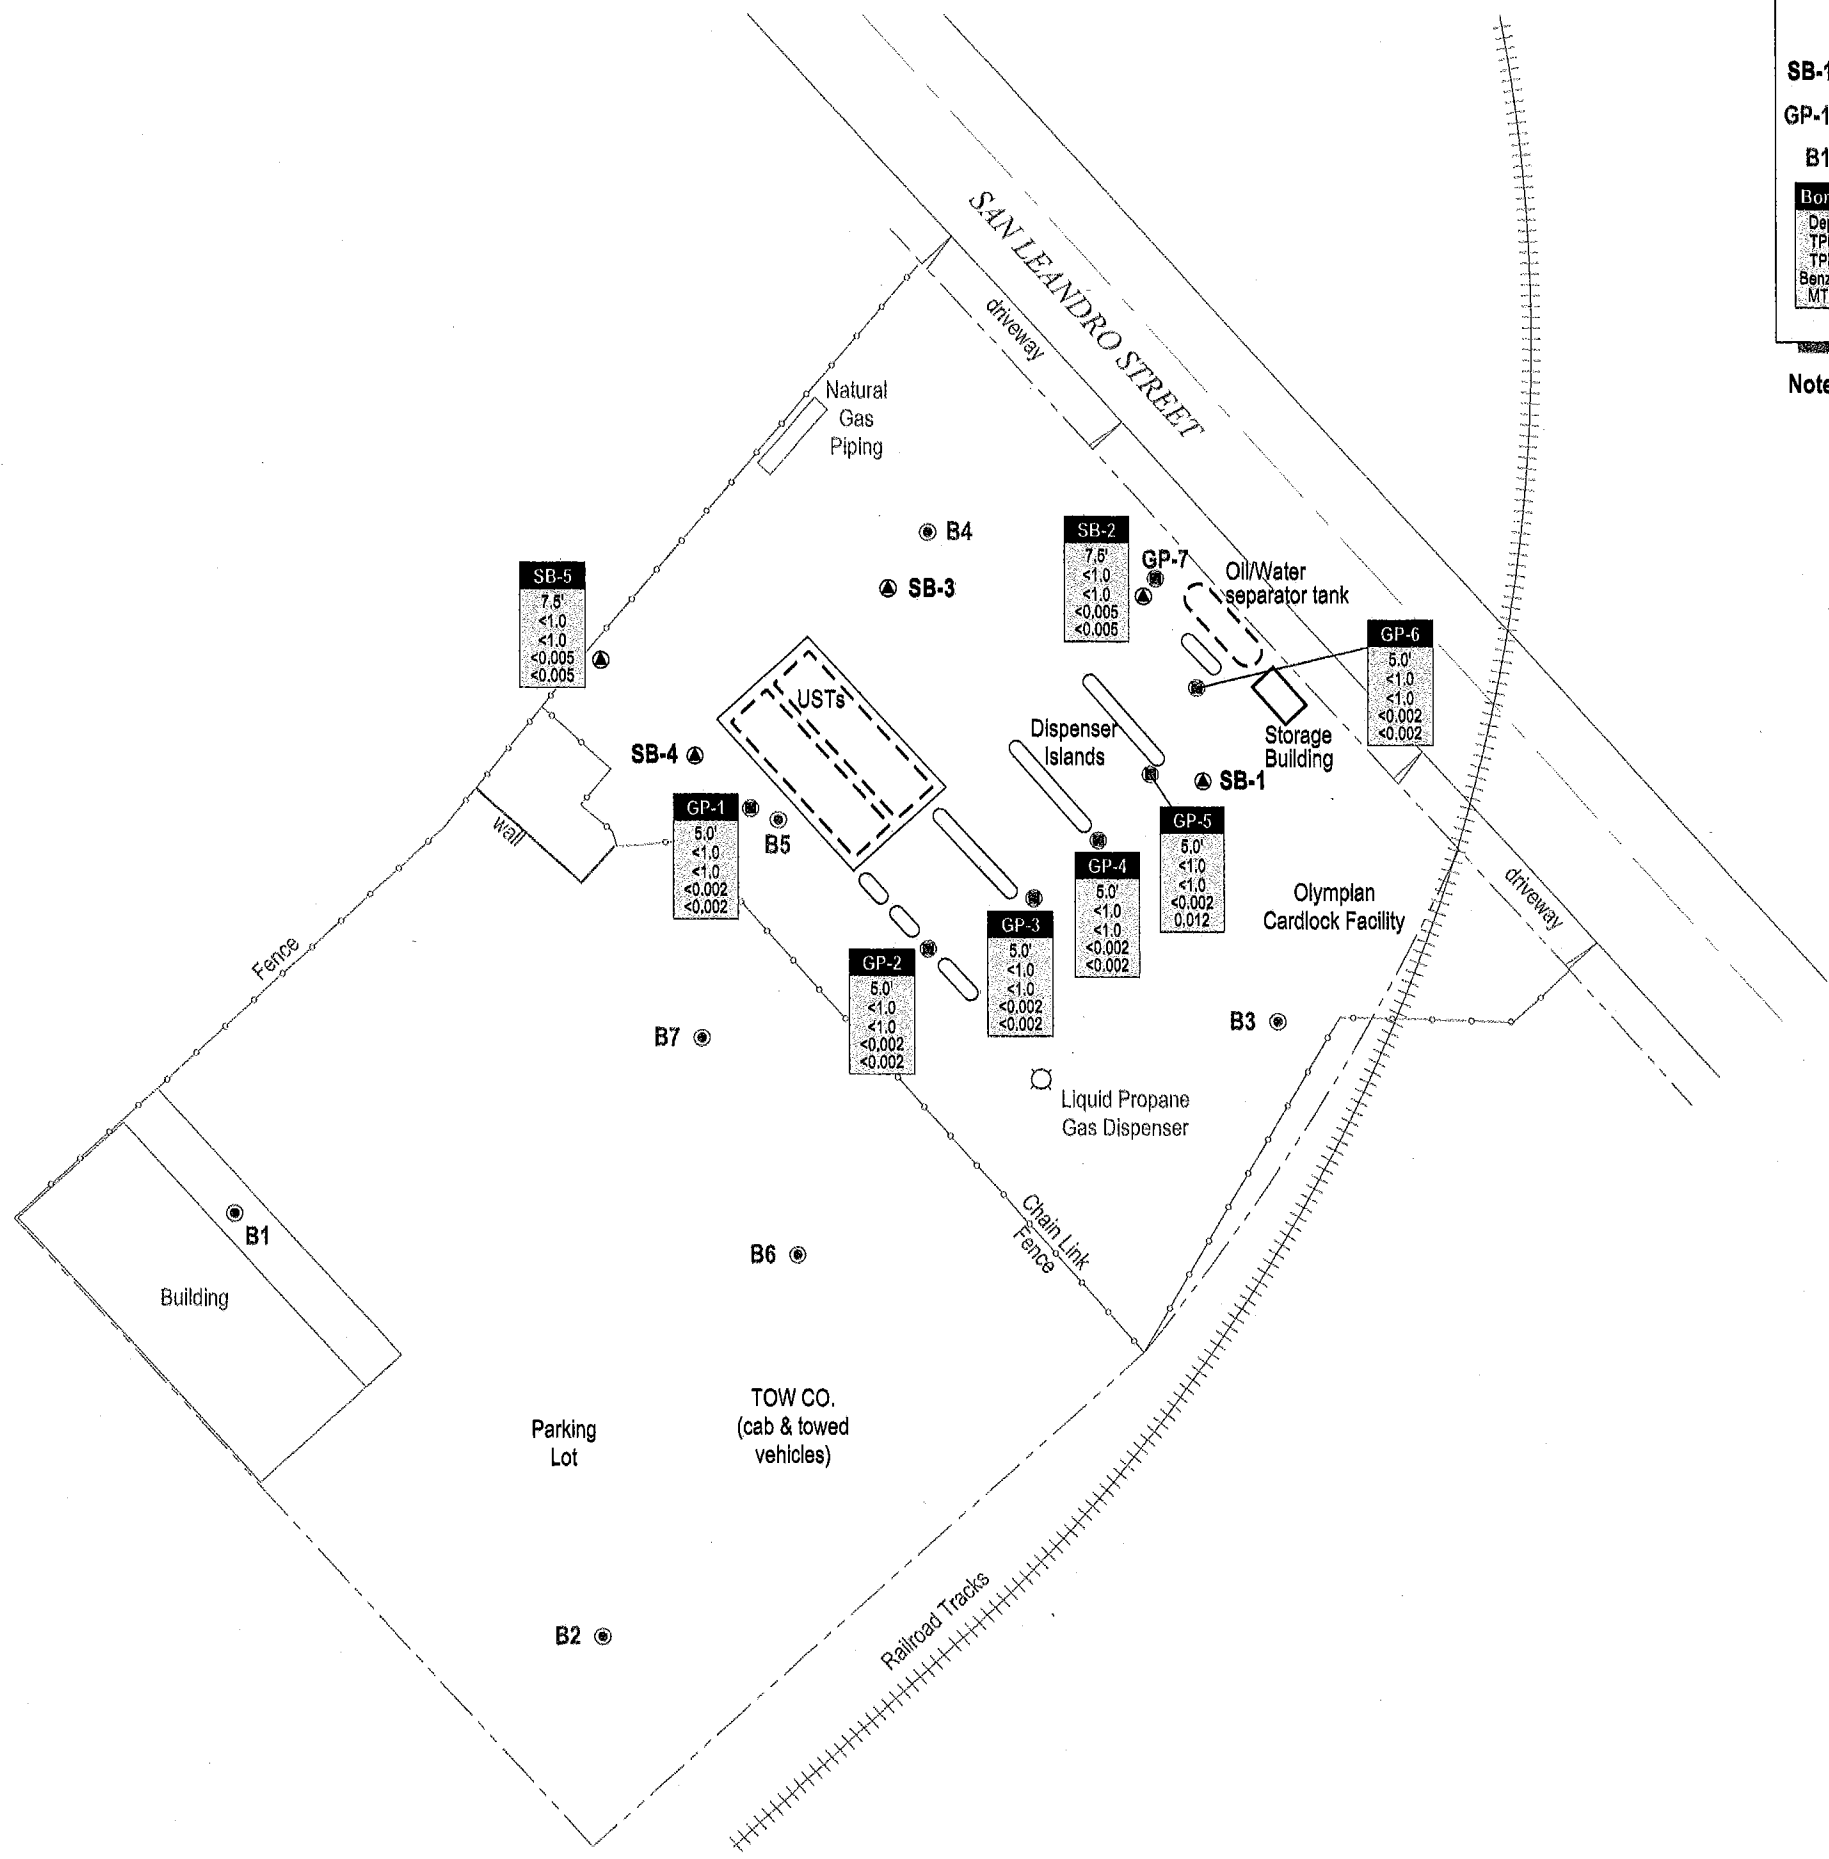 SB-1
GP-1
B1
Note
SAN LEANDRO STREET
driveway
Natural
Gas
Piping
B4
SB-3
SB-5
7.5'
<1.0
<1.0
<0.005
<0.005
SB-2
7.5'
<1.0
<1.0
<0.005
<0.005
GP-7
Oil/Water
separator tank
GP-6
5.0'
<1.0
<1.0
<0.002
<0.002
USTs
Dispenser
Islands
Storage
Building
SB-4
SB-1
GP-1
5.0'
<1.0
<1.0
<0.002
<0.002
B5
wall
GP-5
5.0'
<1.0
<1.0
<0.002
0.012
GP-4
5.0'
<1.0
<1.0
<0.002
<0.002
GP-3
5.0'
<1.0
<1.0
<0.002
<0.002
GP-2
5.0'
<1.0
<1.0
<0.002
<0.002
Olympian
Cardlock Facility
driveway
Fence
B7
B3
Liquid Propane
Gas Dispenser
Chain Link
Fence
B1
B6
Building
Parking
Lot
TOW CO.
(cab & towed
vehicles)
B2
Railroad Tracks